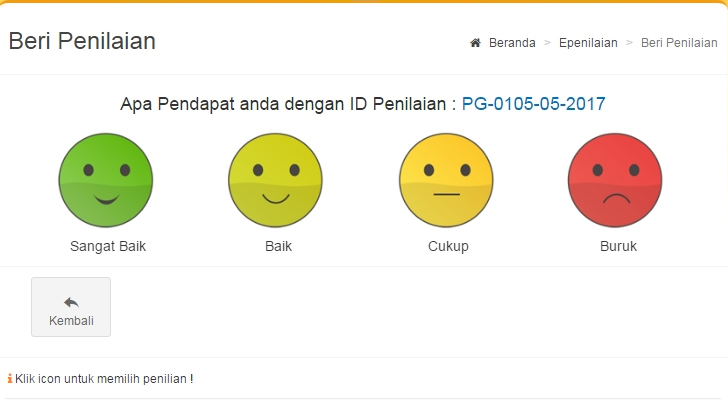 Beri Penilaian
Beranda > Epenilaian > Beri Penilaian
Apa Pendapat anda dengan ID Penilaian : PG-0105-05-2017
Sangat Baik
Baik
Cukup
Buruk
Kembali
Klik icon untuk memilih penilian !